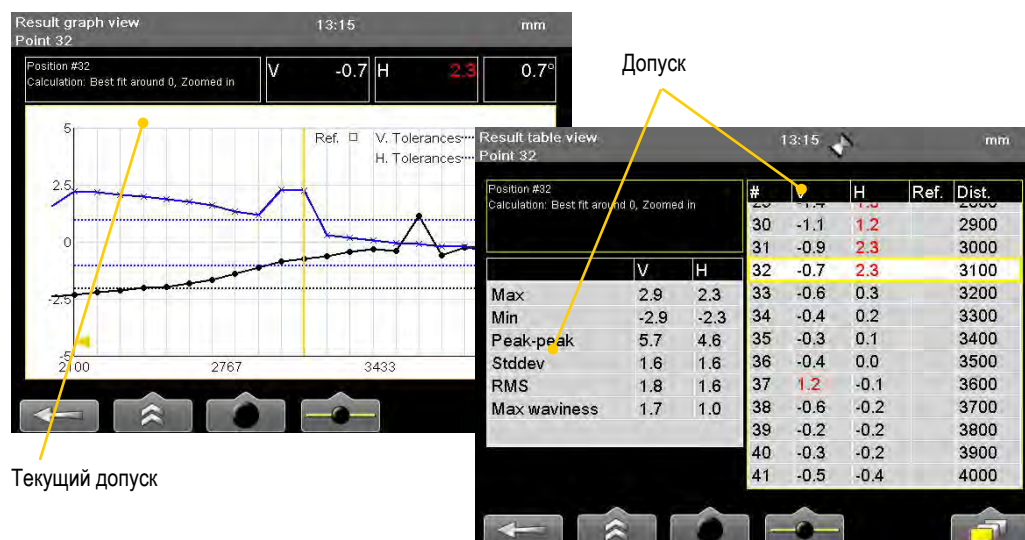 Result graph view 13:15 mm
Point 32
Position #32
Calculation: Best fit around 0, Zoomed in
V -0.7 H 2.3 0.7°
Ref. V. Tolerances
H. Tolerances
5
2.5
0
-2.5
-5
2100 2767 3433
Текущий допуск
Допуск
Result table view 13:15 mm
Point 32
Position #32
Calculation: Best fit around 0, Zoomed in
V H
Max 2.9 2.3
Min -2.9 -2.3
Peak-peak 5.7 4.6
Stddev 1.6 1.6
RMS 1.8 1.6
Max waviness 1.7 1.0
# V H Ref. Dist.
30 -1.1 1.2 2900
31 -0.9 2.3 3000
32 -0.7 2.3 3100
33 -0.6 0.3 3200
34 -0.4 0.2 3300
35 -0.3 0.1 3400
36 -0.4 0.0 3500
37 1.2 -0.1 3600
38 -0.6 -0.2 3700
39 -0.2 -0.2 3800
40 -0.3 -0.2 3900
41 -0.5 -0.4 4000